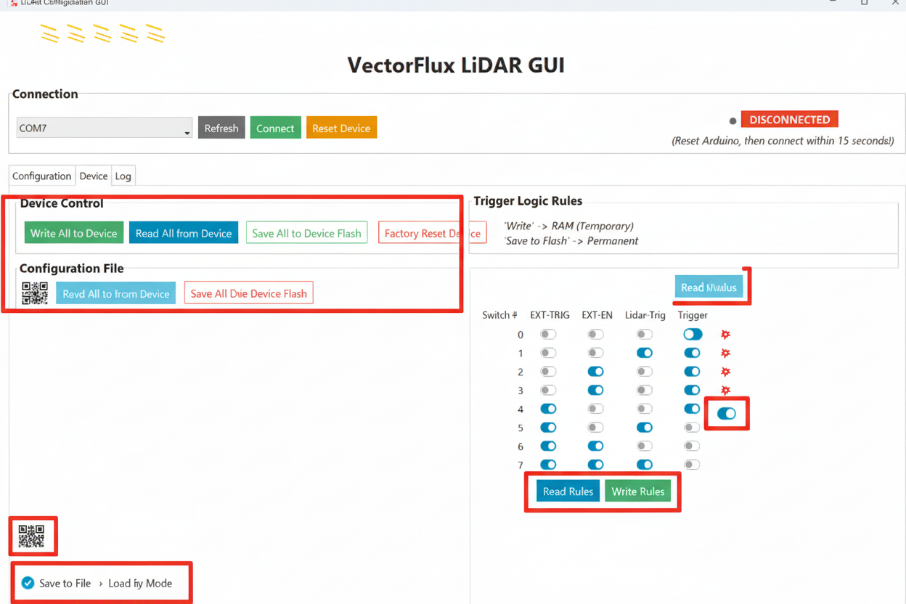 GUI
VectorFlux LiDAR GUI
Connection
COM7
Refresh
Connect
Reset Device
DISCONNECTED
(Reset Arduino, then connect within 15 seconds!)
Configuration
Device
Log
Device Control
Write All to Device
Read All from Device
Save All to Device Flash
Factory Reset Device
Trigger Logic Rules
'Write' -> RAM (Temporary)
'Save to Flash' -> Permanent
Configuration File
Revd All to from Device
Save All Due Device Flash
Read
Switch # EXT-TRIG EXT-EN Lidar-Trig Trigger
0
1
2
3
4
5
6
7
Read Rules
Write Rules
Save to File › Load Mode